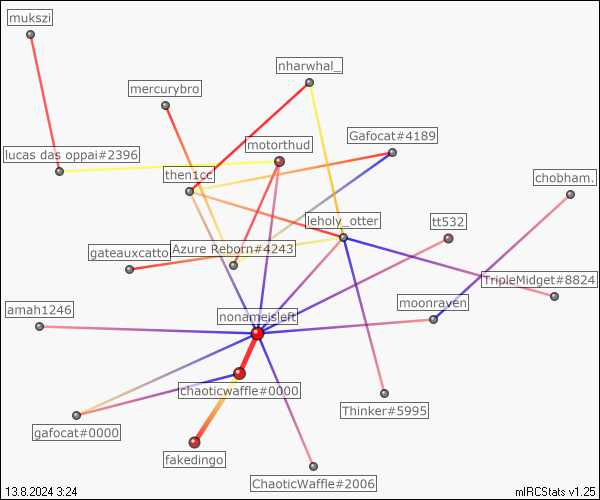 mukszi
nharwhal_
mercurybro
Gafocat#4189
motorthud
lucas das oppai#2396
then1cc
chobham.
leholy_otter
tt532
Azure Reborn#4243
gateauxcatto
TripleMidget#8824
moonraven
amah1246
nonameisleft
chaoticwaffle#0000
Thinker#5995
gafocat#0000
fakedingo
ChaoticWaffle#2006
13.8.2024 3:24
mIRCStats v1.25